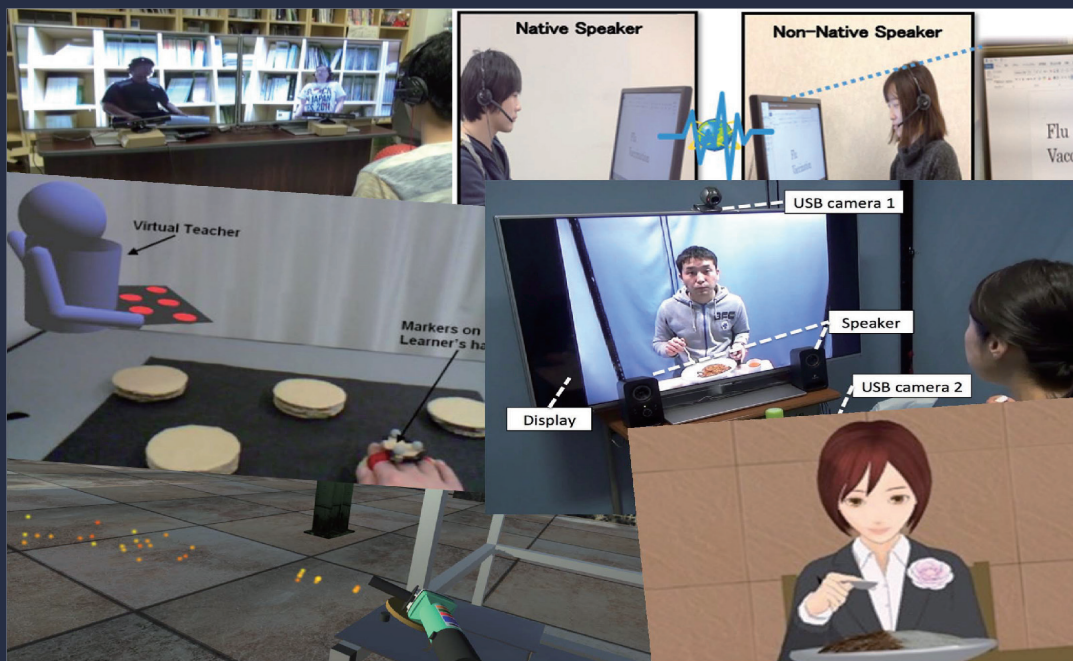 Native Speaker
Non-Native Speaker
Flu
Flu
Vacc
Virtual Teacher
Markers on
Learner's ha
USB camera 1
Speaker
USB camera 2
Display